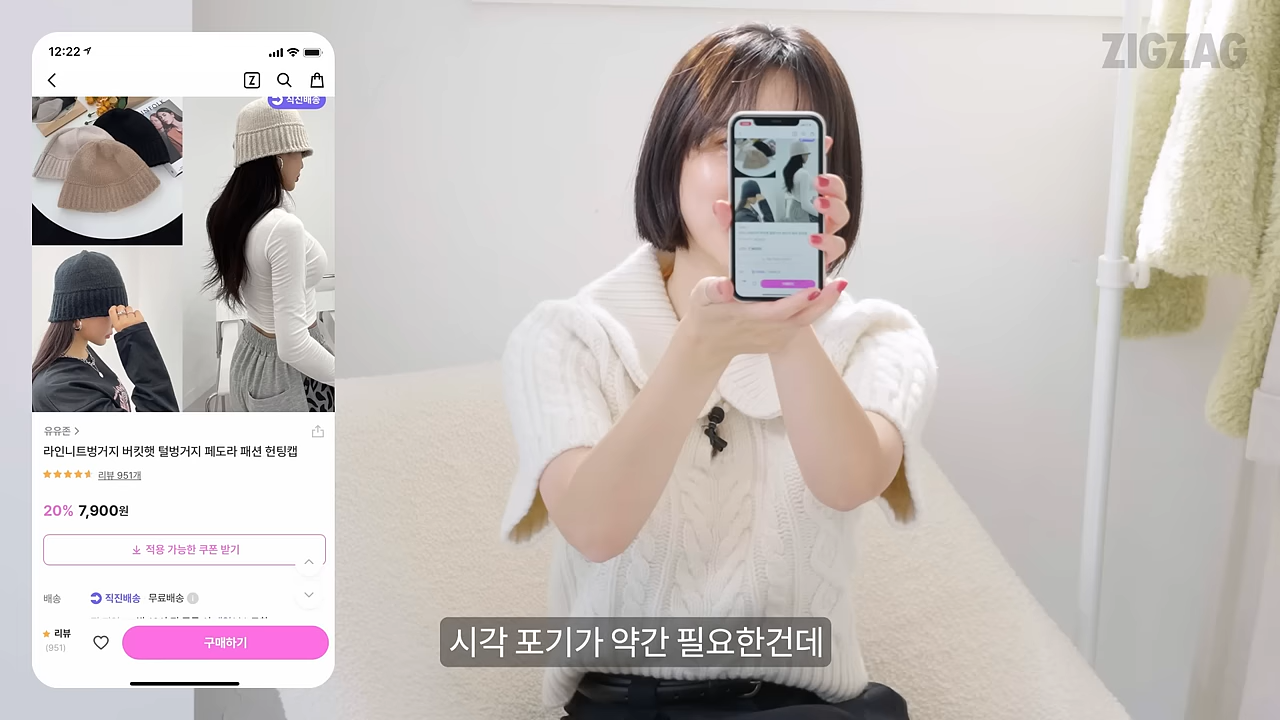 12:22
ZIGZAG
Z
직진배송
유유존 >
라인니트벙거지 버킷햇 털벙거지 페도라 패션 헌팅캡
리뷰 951개
20% 7,900원
적용 가능한 쿠폰 받기
배송 직진배송 무료배송
리뷰
(951)
구매하기
시각 포기가 약간 필요한건데